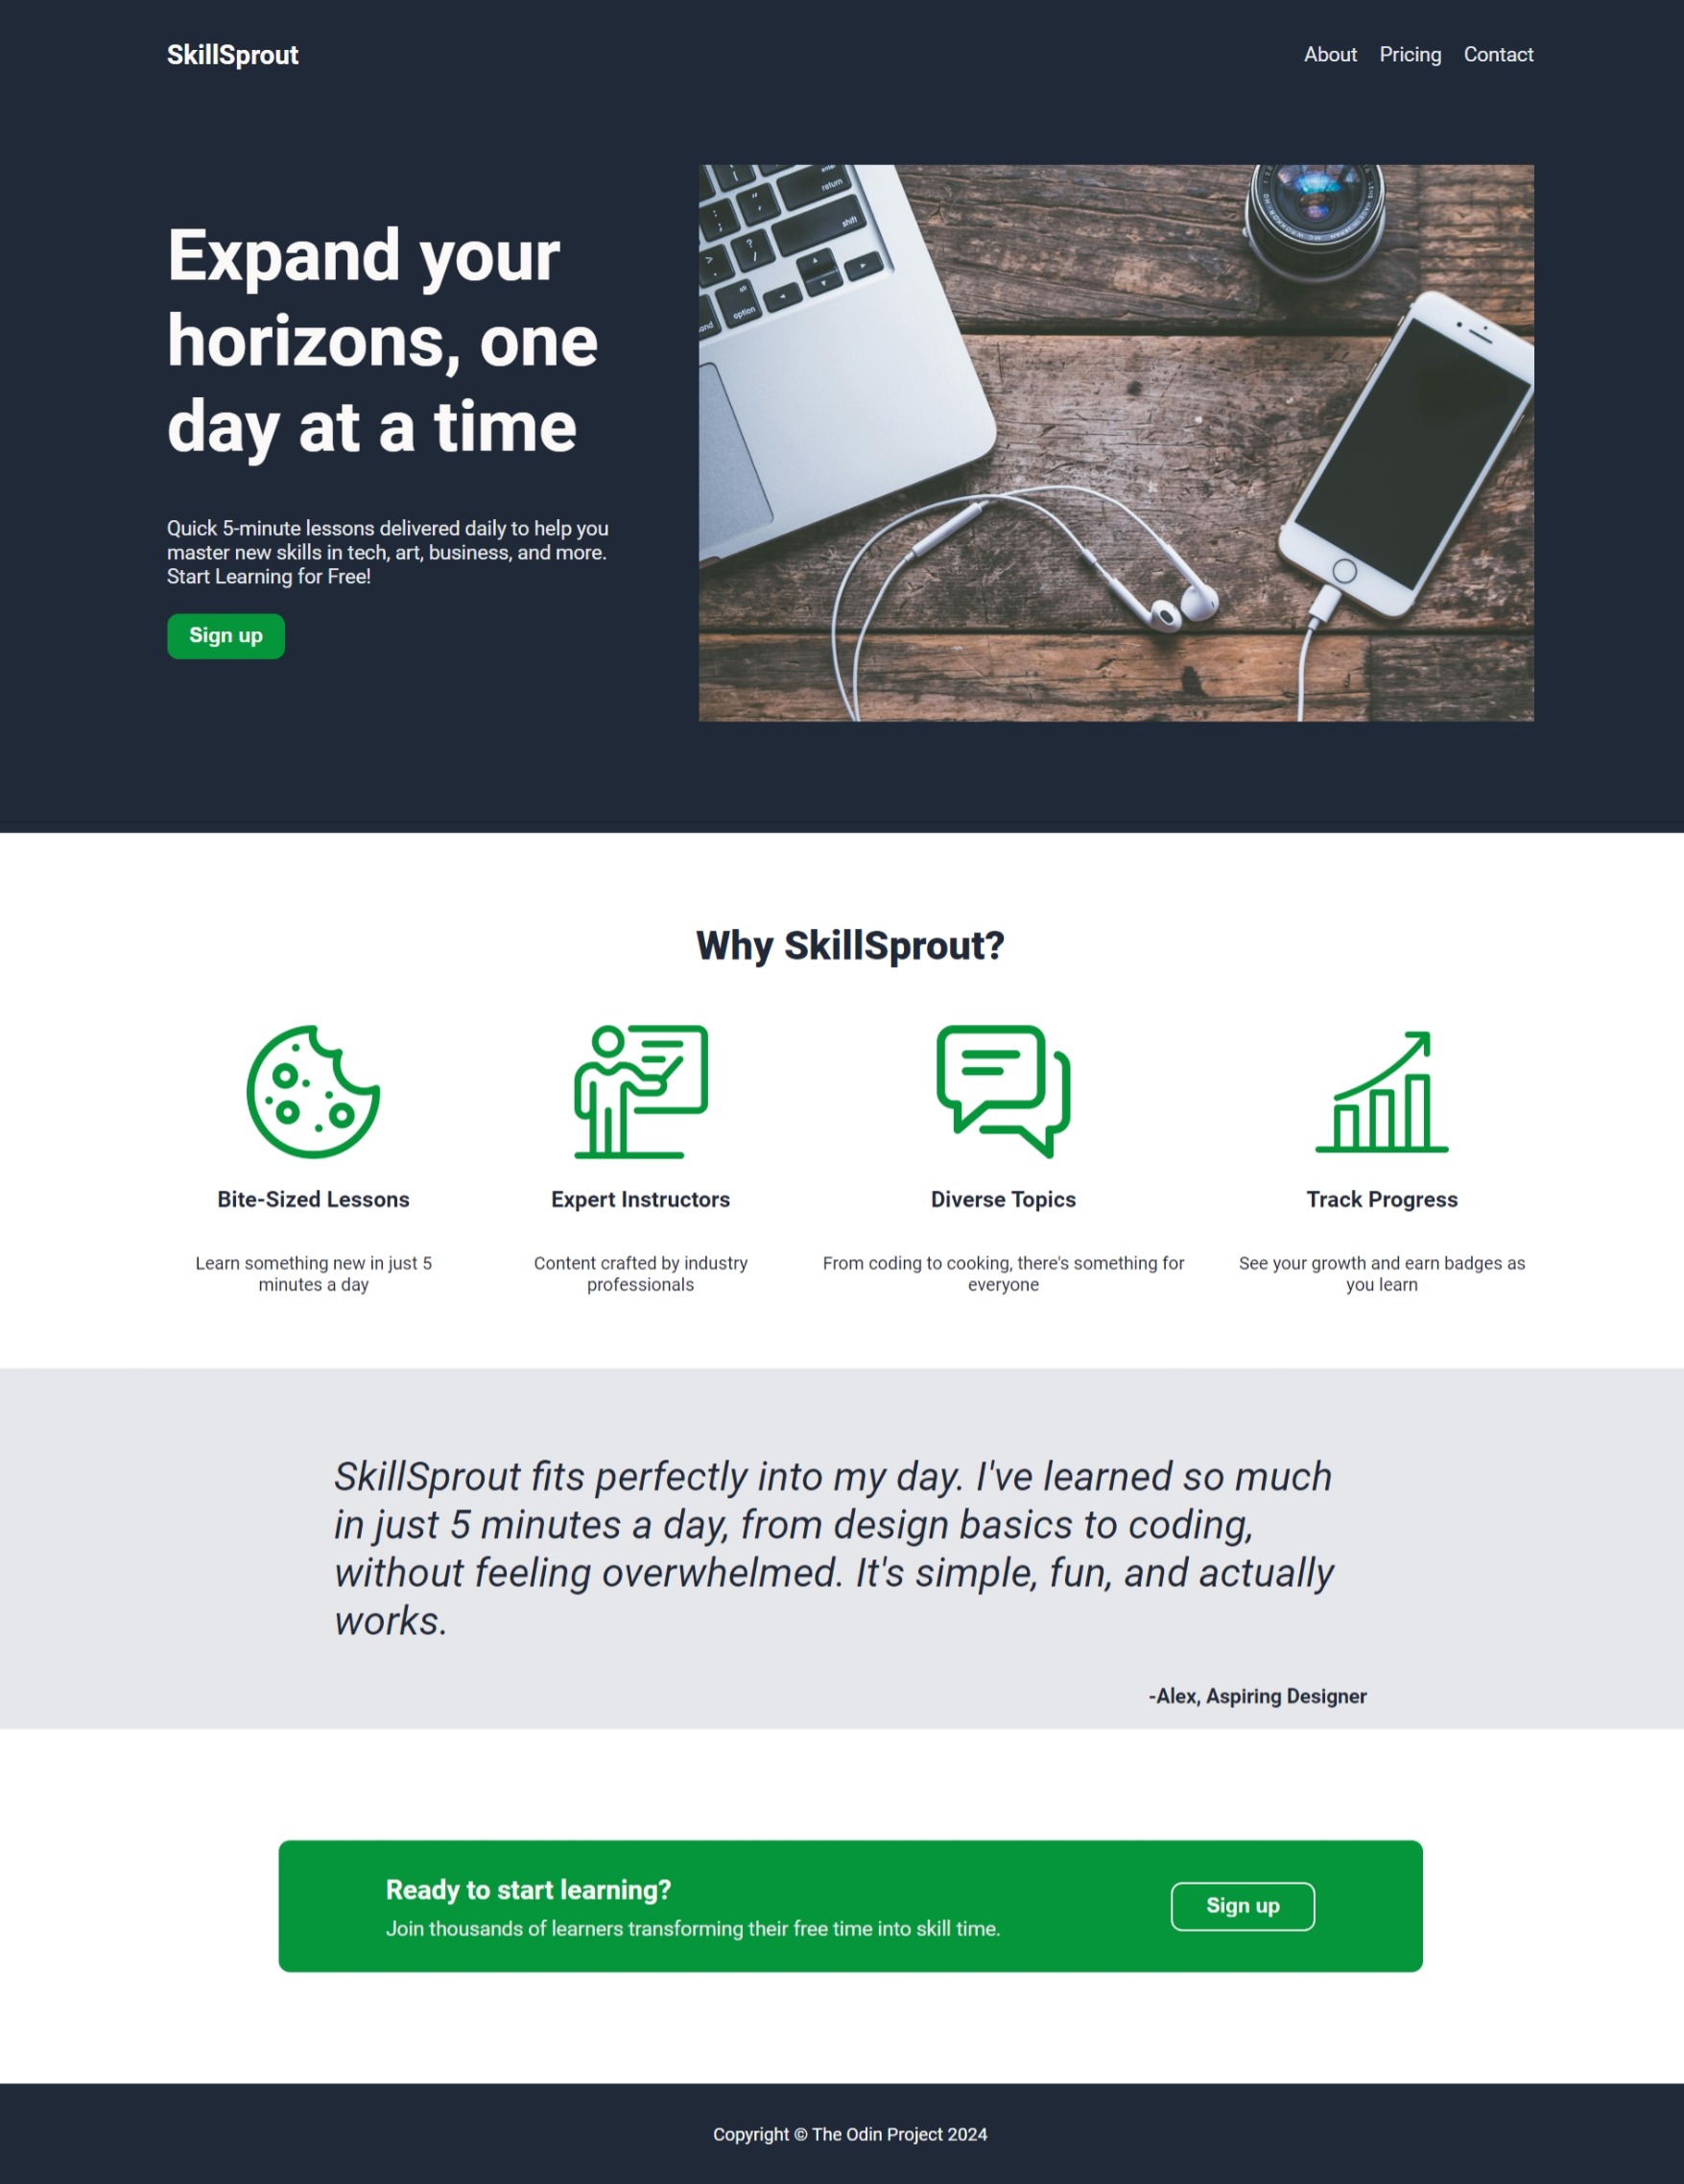 SkillSprout
About Pricing Contact
Expand your
horizons, one
day at a time
Quick 5-minute lessons delivered daily to help you
master new skills in tech, art, business, and more.
Start Learning for Free!
Sign up
return
shift
alt
option
Why SkillSprout?
Bite-Sized Lessons
Learn something new in just 5
minutes a day
Expert Instructors
Content crafted by industry
professionals
Diverse Topics
From coding to cooking, there's something for
everyone
Track Progress
See your growth and earn badges as
you learn
SkillSprout fits perfectly into my day. I've learned so much
in just 5 minutes a day, from design basics to coding,
without feeling overwhelmed. It's simple, fun, and actually
works.
-Alex, Aspiring Designer
Ready to start learning?
Join thousands of learners transforming their free time into skill time.
Sign up
Copyright © The Odin Project 2024